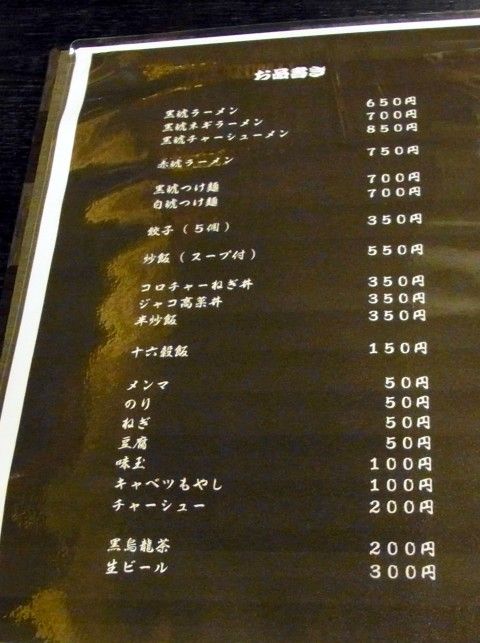 お品書き
黒琥ラーメン 650円
黒琥ネギラーメン 700円
黒琥チャーシューメン 850円
赤琥ラーメン 750円
黒琥つけ麺 700円
白琥つけ麺 700円
餃子（5個） 350円
炒飯（スープ付） 550円
コロチャーねぎ丼 350円
ジャコ高菜丼 350円
半炒飯 350円
十六穀飯 150円
メンマ 50円
のり 50円
ねぎ 50円
豆腐 50円
味玉 100円
キャベツもやし 100円
チャーシュー 200円
黒烏龍茶 200円
生ビール 300円